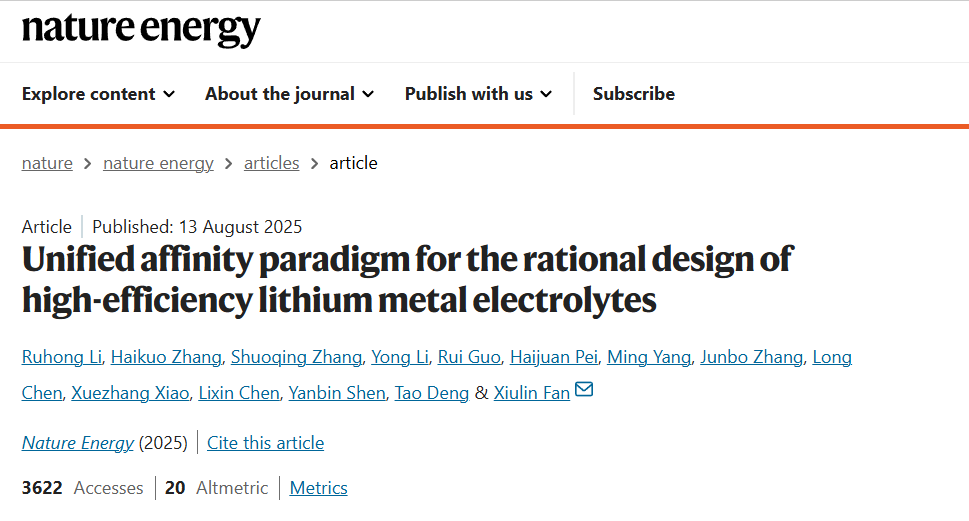 nature energy
Explore content About the journal Publish with us Subscribe
nature > nature energy > articles > article
Article Published: 13 August 2025
Unified affinity paradigm for the rational design of
high-efficiency lithium metal electrolytes
Ruhong Li, Haikuo Zhang, Shuoqing Zhang, Yong Li, Rui Guo, Haijuan Pei, Ming Yang, Junbo Zhang, Long
Chen, Xuezhang Xiao, Lixin Chen, Yanbin Shen, Tao Deng & Xiulin Fan
Nature Energy (2025) Cite this article
3622 Accesses 20 Altmetric Metrics